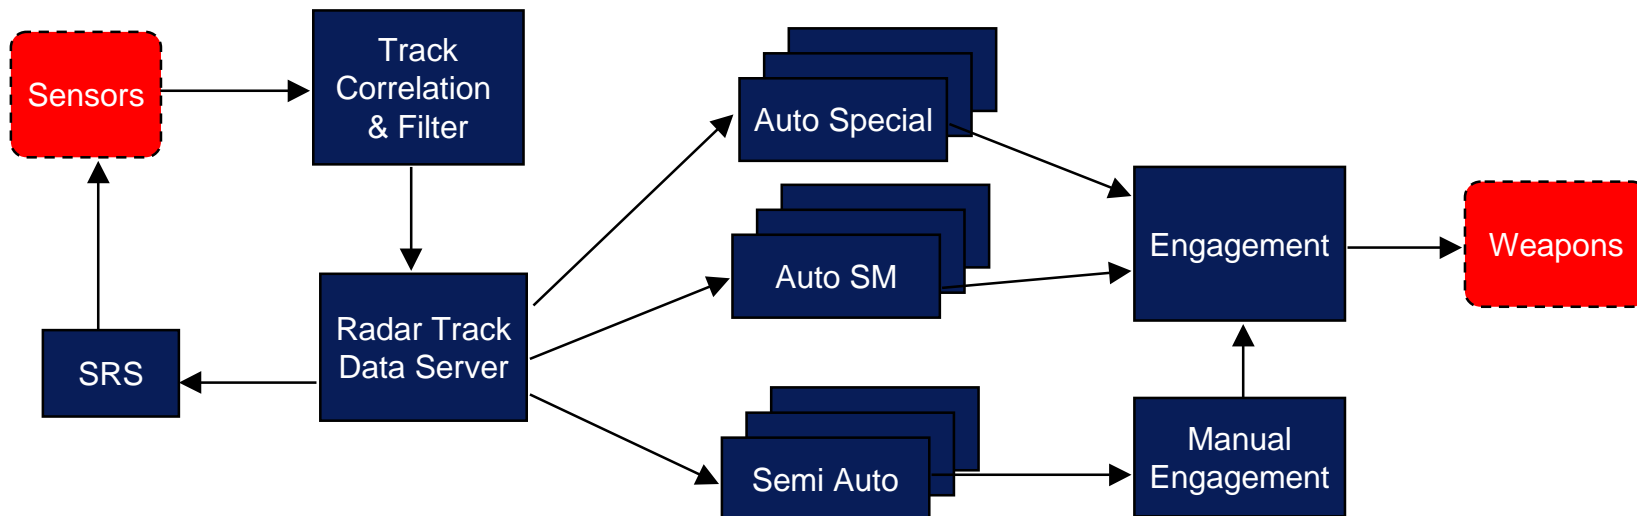 Sensors
Track
Correlation
& Filter
Auto Special
Engagement
Weapons
Auto SM
Radar Track
Data Server
SRS
Semi Auto
Manual
Engagement